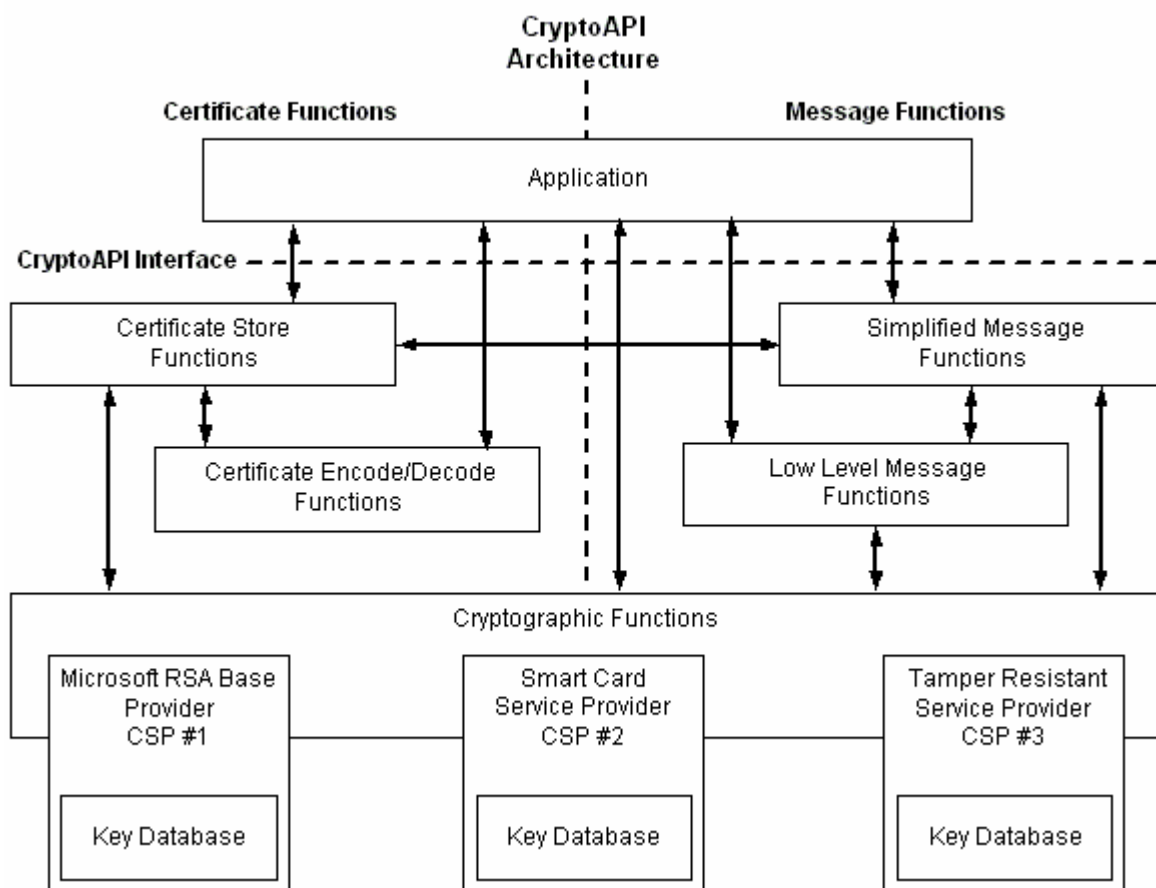 CryptoAPI
Architecture
Certificate Functions
Message Functions
Application
CryptoAPI Interface
Certificate Store
Functions
Simplified Message
Functions
Certificate Encode/Decode
Functions
Low Level Message
Functions
Cryptographic Functions
Microsoft RSA Base
Provider
CSP #1
Key Database
Smart Card
Service Provider
CSP #2
Key Database
Tamper Resistant
Service Provider
CSP #3
Key Database